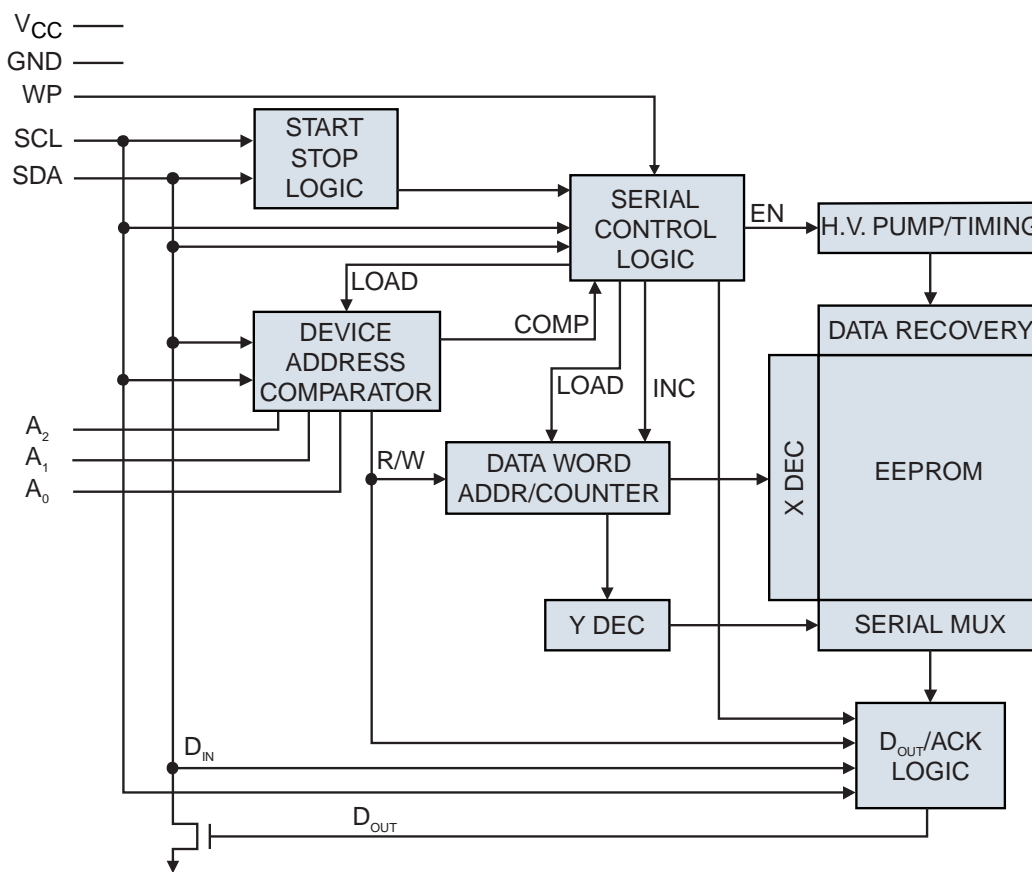 VCC
GND
WP
SCL
SDA
START
STOP
LOGIC
SERIAL
CONTROL
LOGIC
EN
H.V. PUMP/TIMING
LOAD
COMP
DEVICE
ADDRESS
COMPARATOR
DATA RECOVERY
LOAD
INC
A2
A1
A0
R/W
DATA WORD
ADDR/COUNTER
X DEC
EEPROM
Y DEC
SERIAL MUX
DIN
DOUT/ACK
LOGIC
DOUT